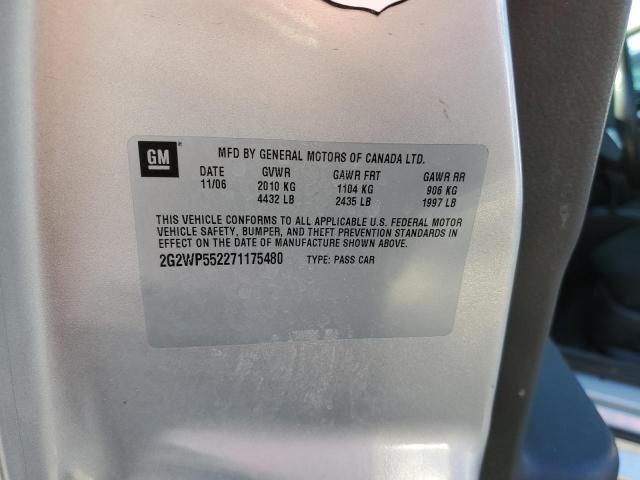 GM
MFD BY GENERAL MOTORS OF CANADA LTD.
DATE GVWR GAWR FRT GAWR RR
11/06 2010 KG 1104 KG 906 KG
4432 LB 2435 LB 1997 LB
THIS VEHICLE CONFORMS TO ALL APPLICABLE U.S. FEDERAL MOTOR
VEHICLE SAFETY, BUMPER, AND THEFT PREVENTION STANDARDS IN
EFFECT ON THE DATE OF MANUFACTURE SHOWN ABOVE.
2G2WP552271175480 TYPE: PASS CAR